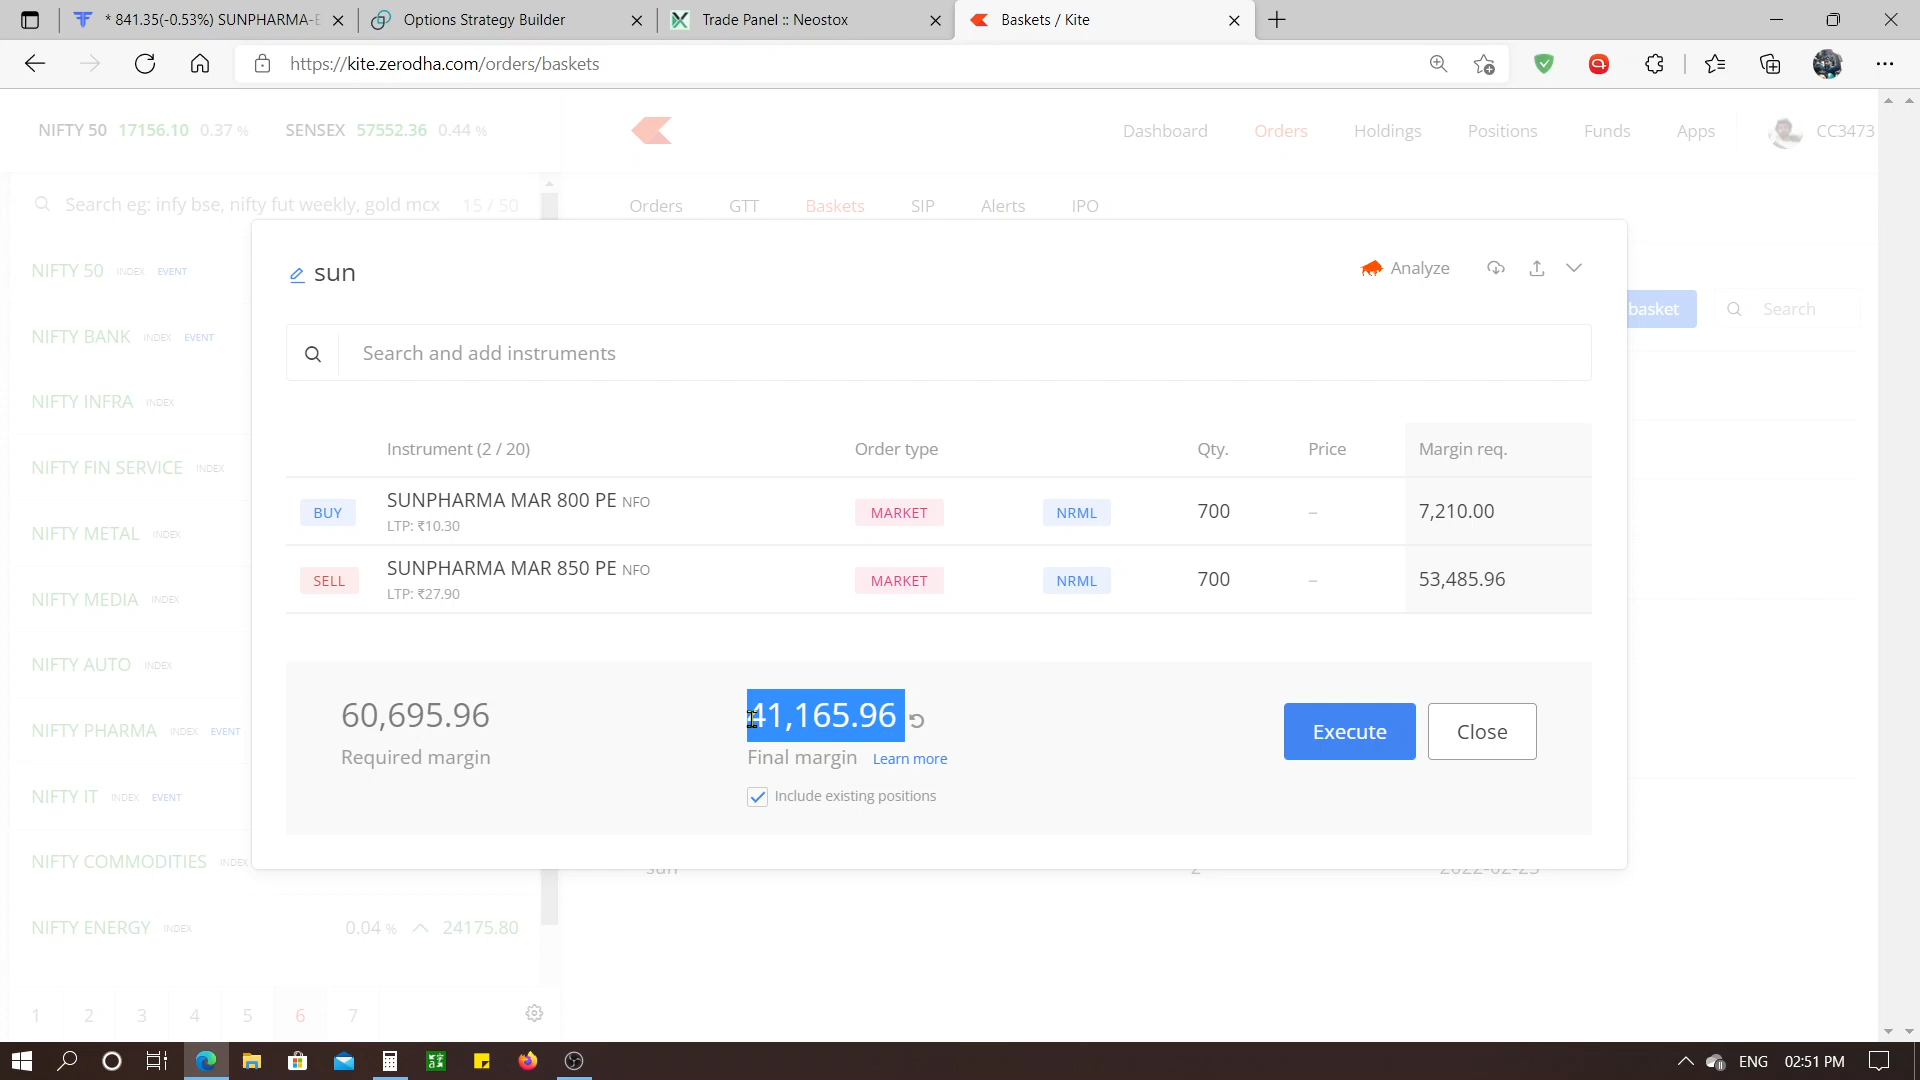 * 841.35(-0.53%) SUNPHARMA-E
Options Strategy Builder
Trade Panel :: Neostox
Baskets / Kite
https://kite.zerodha.com/orders/baskets
NIFTY 50 17156.10 0.37 %
SENSEX 57552.36 0.44 %
Dashboard Orders Holdings Positions Funds Apps CC3473
Search eg: infy bse, nifty fut weekly, gold mcx 15 / 50
Orders GTT Baskets SIP Alerts IPO
NIFTY 50 INDEX EVENT
NIFTY BANK INDEX EVENT
NIFTY INFRA INDEX
NIFTY FIN SERVICE INDEX
NIFTY METAL INDEX
NIFTY MEDIA INDEX
NIFTY AUTO INDEX
NIFTY PHARMA INDEX EVENT
NIFTY IT INDEX EVENT
NIFTY COMMODITIES INDEX
NIFTY ENERGY INDEX 0.04 % 24175.80
1 2 3 4 5 6 7
basket
Search
sun
Analyze
Search and add instruments
Instrument (2 / 20) Order type Qty. Price Margin req.
BUY SUNPHARMA MAR 800 PE NFO MARKET NRML 700 – 7,210.00
LTP: ₹10.30
SELL SUNPHARMA MAR 850 PE NFO MARKET NRML 700 – 53,485.96
LTP: ₹27.90
60,695.96
Required margin
41,165.96
Final margin Learn more
Include existing positions
Execute
Close
ENG 02:51 PM